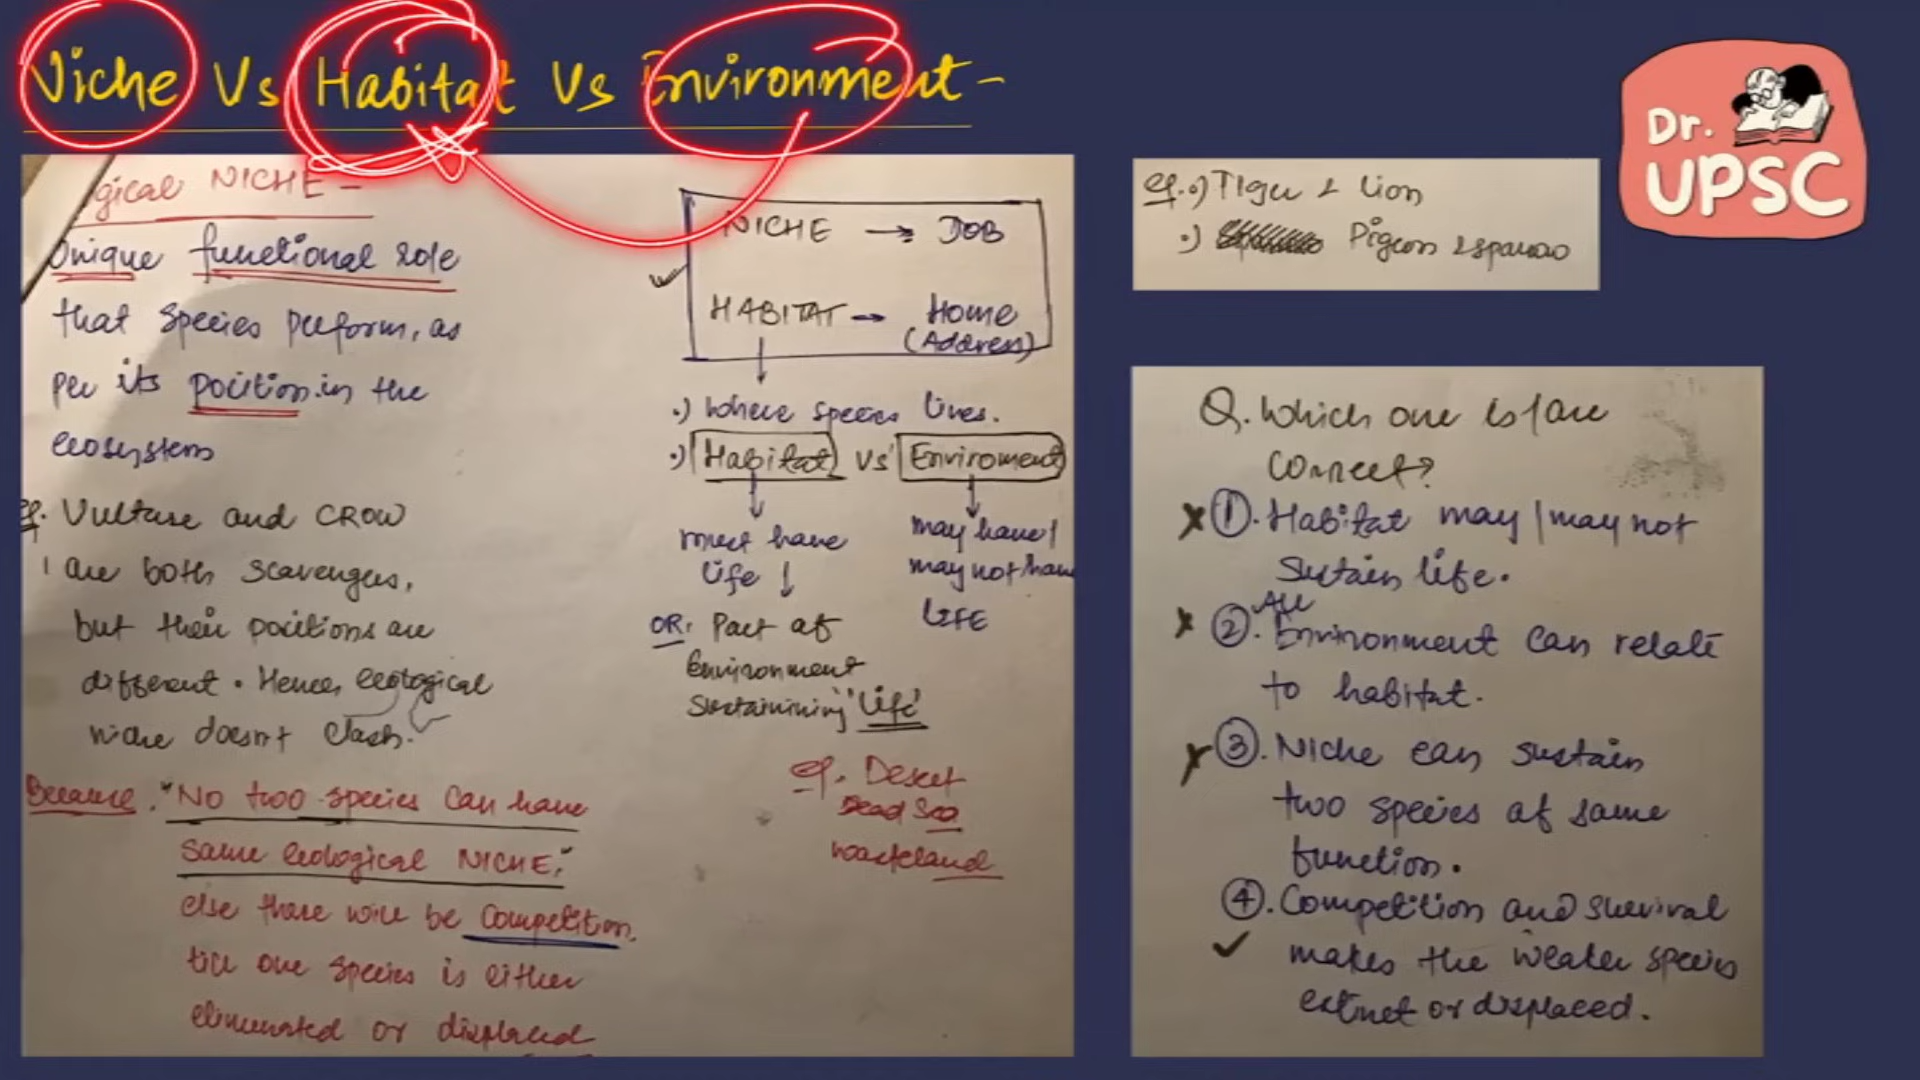 Niche Vs Habitat Vs Environment -
gical NICHE -
Unique functional role
that species perform, as
per its position in the
ecosystem
eg. Vulture and CROW
are both scavengers,
but their positions are
different. Hence, ecological
niche doesn't clash.
Because. "No two species can have
same ecological NICHE,"
else there will be competition.
till one species is either
eliminated or displaced
NICHE → JOB
HABITAT → Home
(Address)
.) Where species lives.
.) Habitat Vs Enviroment
must have
life
may have/
may not have
LIFE
OR. Part of
Environment
Sustaining 'Life'
eg. Desert
Dead Sea
wasteland
eg. .) Tiger & Lion
.) Pigeon & sparrow
Dr.
UPSC
Q. Which one is/are
correct?
x ①. Habitat may/may not
sustain life.
All
x ②. Environment can relate
to habitat.
x ③. Niche can sustain
two species of same
function.
④. Competition and survival
✓ makes the weaker species
extinct or displaced.